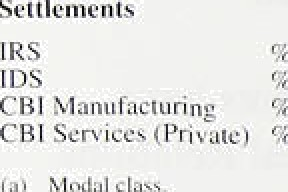 Settlements
IRS %
IDS %
CBI Manufacturing %
CBI Services (Private) %
(a) Modal class.